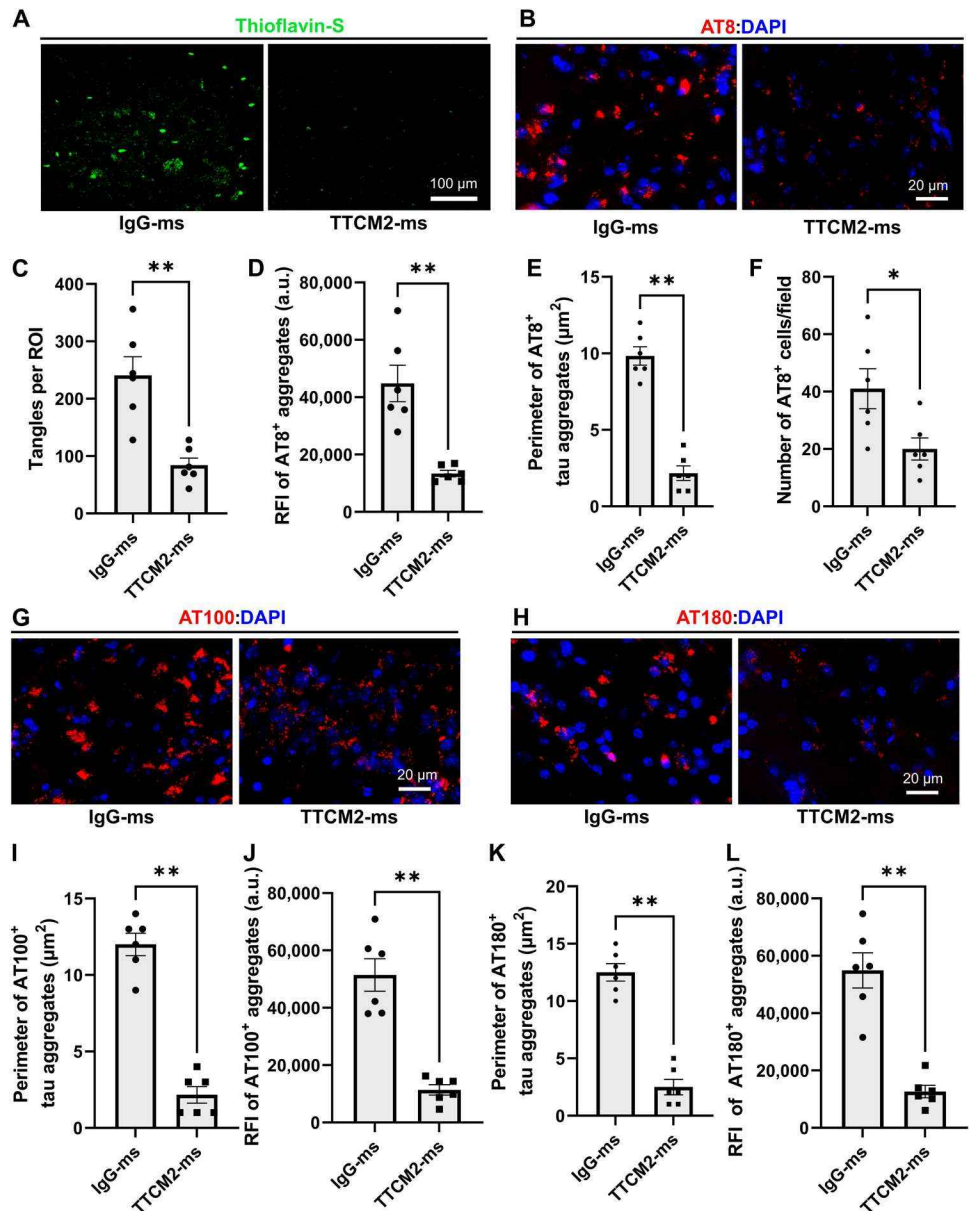 A
Thioflavin-S
100 µm
IgG-ms
TTCM2-ms
B
AT8:DAPI
20 µm
IgG-ms
TTCM2-ms
C
Tangles per ROI
400
300
200
100
0
**
IgG-ms
TTCM2-ms
D
RFI of AT8⁺ aggregates (a.u.)
80,000
60,000
40,000
20,000
0
**
IgG-ms
TTCM2-ms
E
Perimeter of AT8⁺
tau aggregates (µm²)
15
10
5
0
**
IgG-ms
TTCM2-ms
F
Number of AT8⁺ cells/field
80
60
40
20
0
*
IgG-ms
TTCM2-ms
G
AT100:DAPI
20 µm
IgG-ms
TTCM2-ms
H
AT180:DAPI
20 µm
IgG-ms
TTCM2-ms
I
Perimeter of AT100⁺
tau aggregates (µm²)
15
10
5
0
**
IgG-ms
TTCM2-ms
J
RFI of AT100⁺ aggregates (a.u.)
80,000
60,000
40,000
20,000
0
**
IgG-ms
TTCM2-ms
K
Perimeter of AT180⁺
tau aggregates (µm²)
20
15
10
5
0
**
IgG-ms
TTCM2-ms
L
RFI of AT180⁺ aggregates (a.u.)
80,000
60,000
40,000
20,000
0
**
IgG-ms
TTCM2-ms